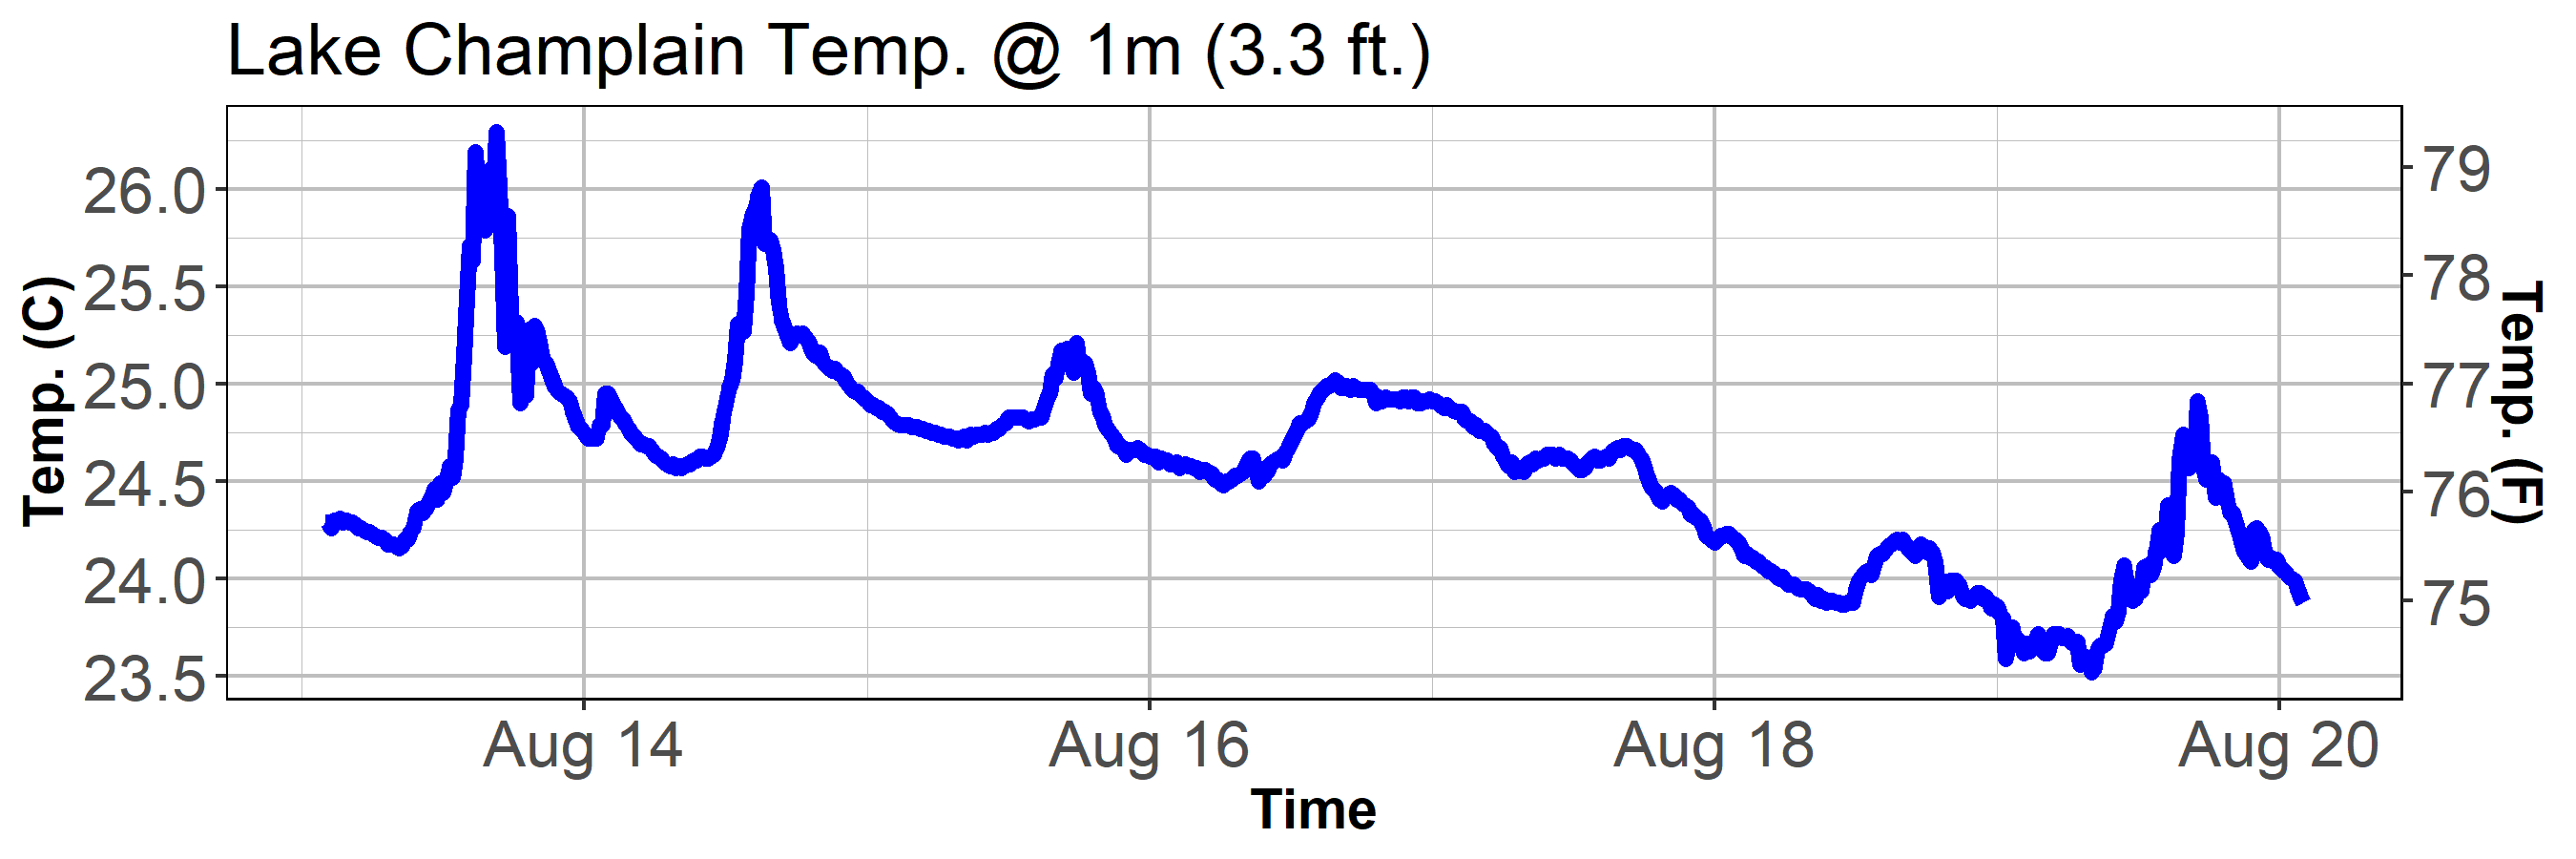 Lake Champlain Temp. @ 1m (3.3 ft.)
Temp. (C)
26.0
25.5
25.0
24.5
24.0
23.5
79
78
77
76
75
Temp. (F)
Aug 14 Aug 16 Aug 18 Aug 20
Time